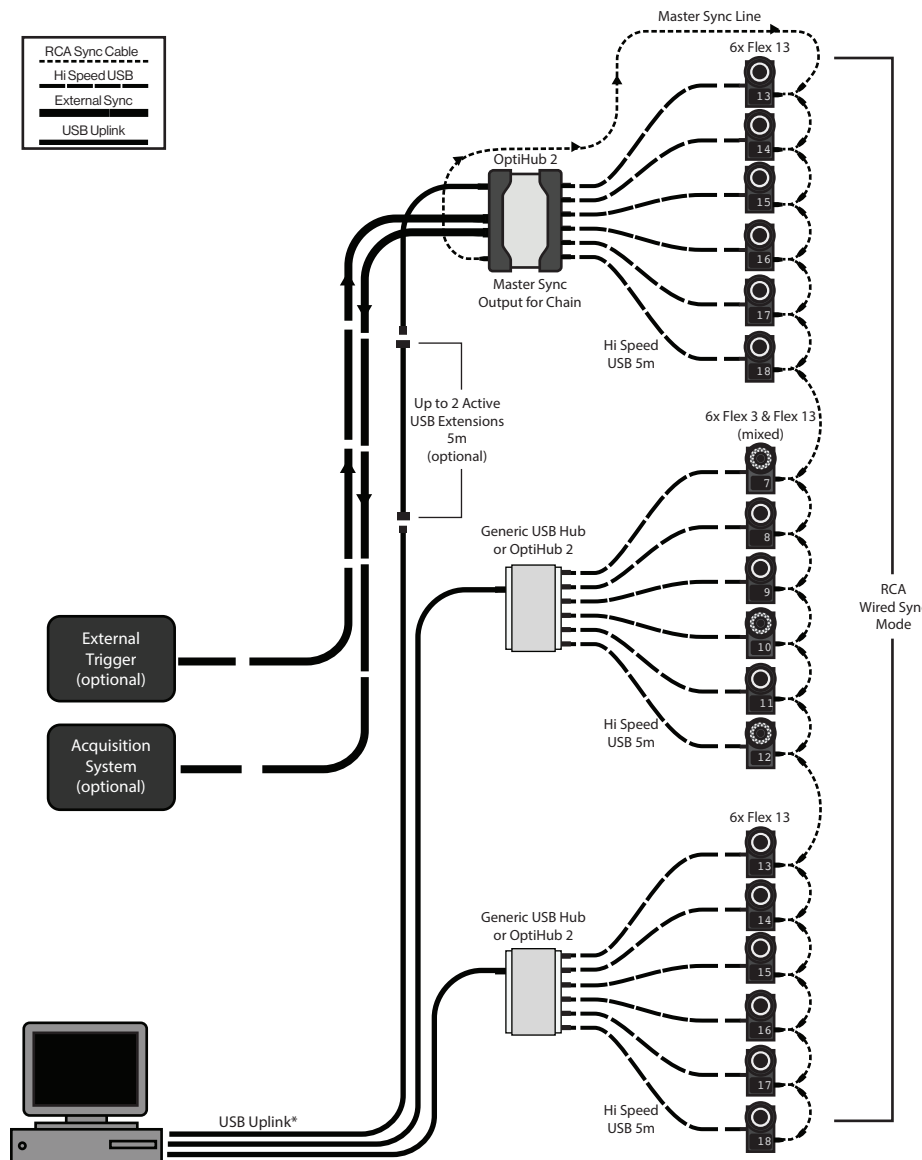 Master Sync Line
RCA Sync Cable
Hi Speed USB
External Sync
USB Uplink
6x Flex 13
13
14
15
16
17
18
OptiHub 2
Master Sync
Output for Chain
Hi Speed
USB 5m
Up to 2 Active
USB Extensions
5m
(optional)
6x Flex 3 & Flex 13
(mixed)
7
8
9
10
11
12
Generic USB Hub
or OptiHub 2
Hi Speed
USB 5m
RCA
Wired Sync
Mode
External
Trigger
(optional)
Acquisition
System
(optional)
6x Flex 13
13
14
15
16
17
18
Generic USB Hub
or OptiHub 2
Hi Speed
USB 5m
USB Uplink*